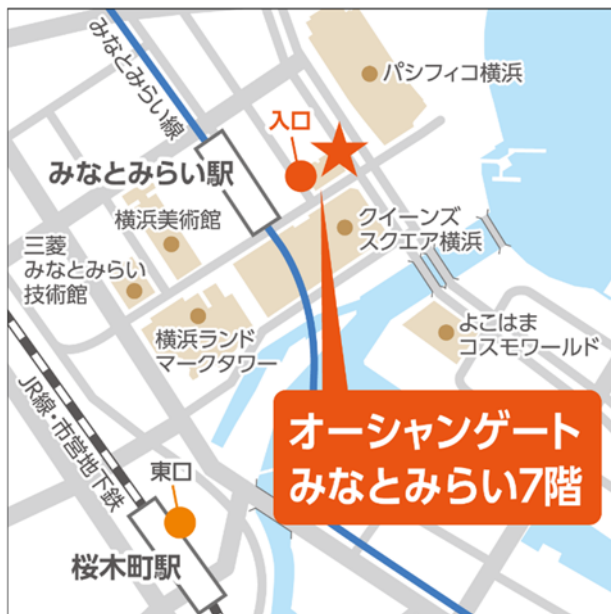 みなとみらい線
パシフィコ横浜
入口
みなとみらい駅
横浜美術館
クイーンズ
スクエア横浜
三菱
みなとみらい
技術館
横浜ランド
マークタワー
よこはま
コスモワールド
JR線・市営地下鉄
オーシャンゲート
みなとみらい7階
東口
桜木町駅